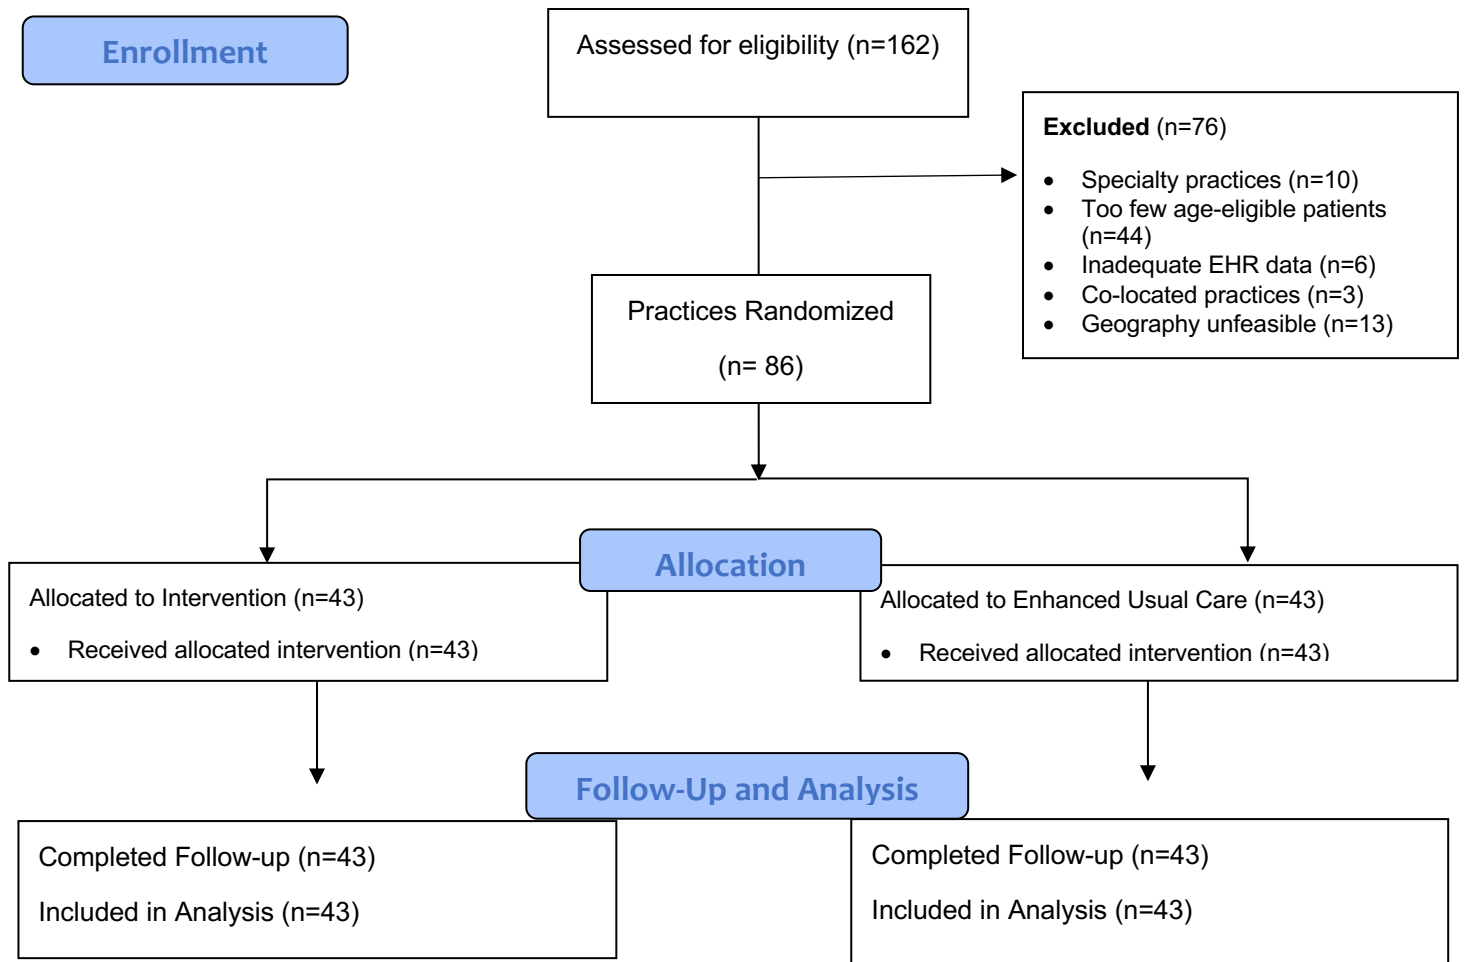 Enrollment
Assessed for eligibility (n=162)
Excluded (n=76)
• Specialty practices (n=10)
• Too few age-eligible patients
(n=44)
• Inadequate EHR data (n=6)
• Co-located practices (n=3)
• Geography unfeasible (n=13)
Practices Randomized
(n= 86)
Allocation
Allocated to Intervention (n=43)
• Received allocated intervention (n=43)
Allocated to Enhanced Usual Care (n=43)
• Received allocated intervention (n=43)
Follow-Up and Analysis
Completed Follow-up (n=43)
Included in Analysis (n=43)
Completed Follow-up (n=43)
Included in Analysis (n=43)